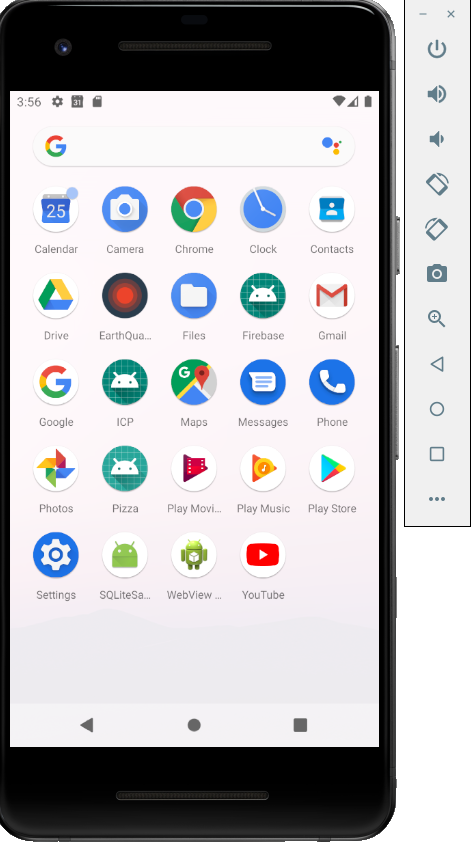 3:56
31
G
25
Calendar
Camera
Chrome
Clock
Contacts
Drive
EarthQua...
Files
Firebase
Gmail
G
G
Google
ICP
Maps
Messages
Phone
Photos
Pizza
Play Movi...
Play Music
Play Store
Settings
SQLiteSa...
WebView ...
YouTube